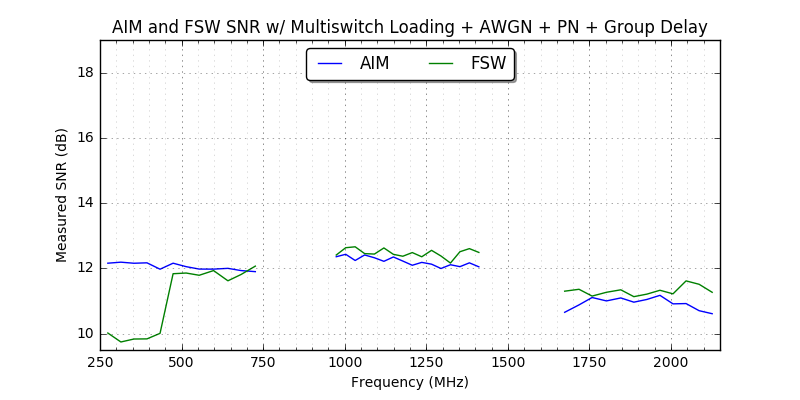 AIM and FSW SNR w/ Multiswitch Loading + AWGN + PN + Group Delay
AIM FSW
Measured SNR (dB)
18
16
14
12
10
250 500 750 1000 1250 1500 1750 2000
Frequency (MHz)